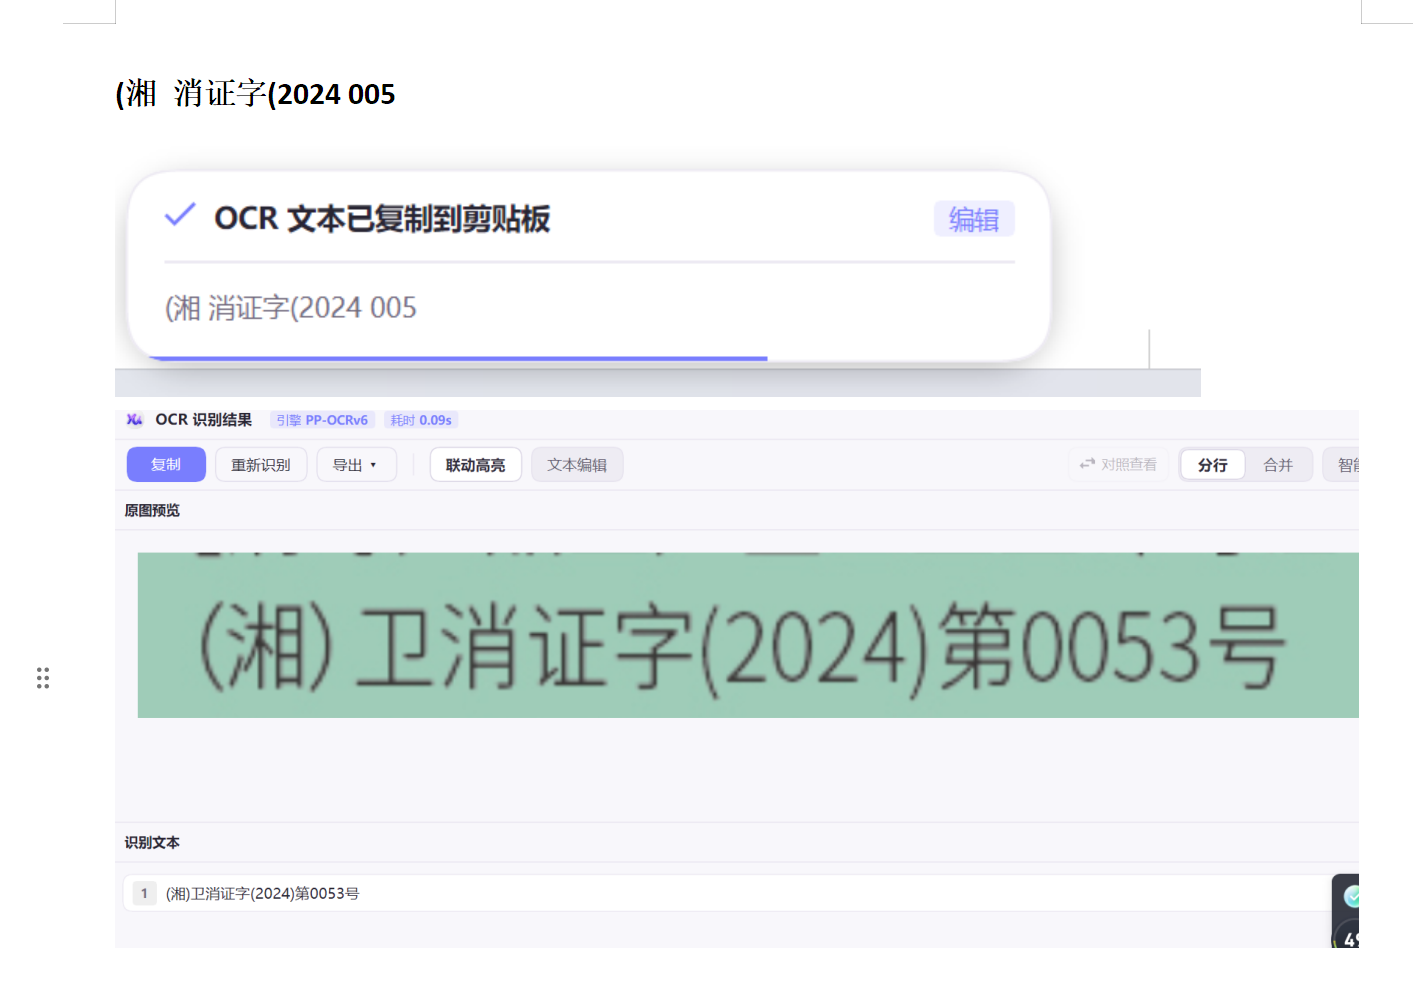 (湘 消证字(2024 005
OCR 文本已复制到剪贴板
编辑
(湘 消证字(2024 005
OCR 识别结果 引擎 PP-OCRv6 耗时 0.09s
复制 重新识别 导出 联动高亮 文本编辑 对照查看 分行 合并 智能
原图预览
(湘) 卫消证字(2024)第0053号
识别文本
1 (湘)卫消证字(2024)第0053号